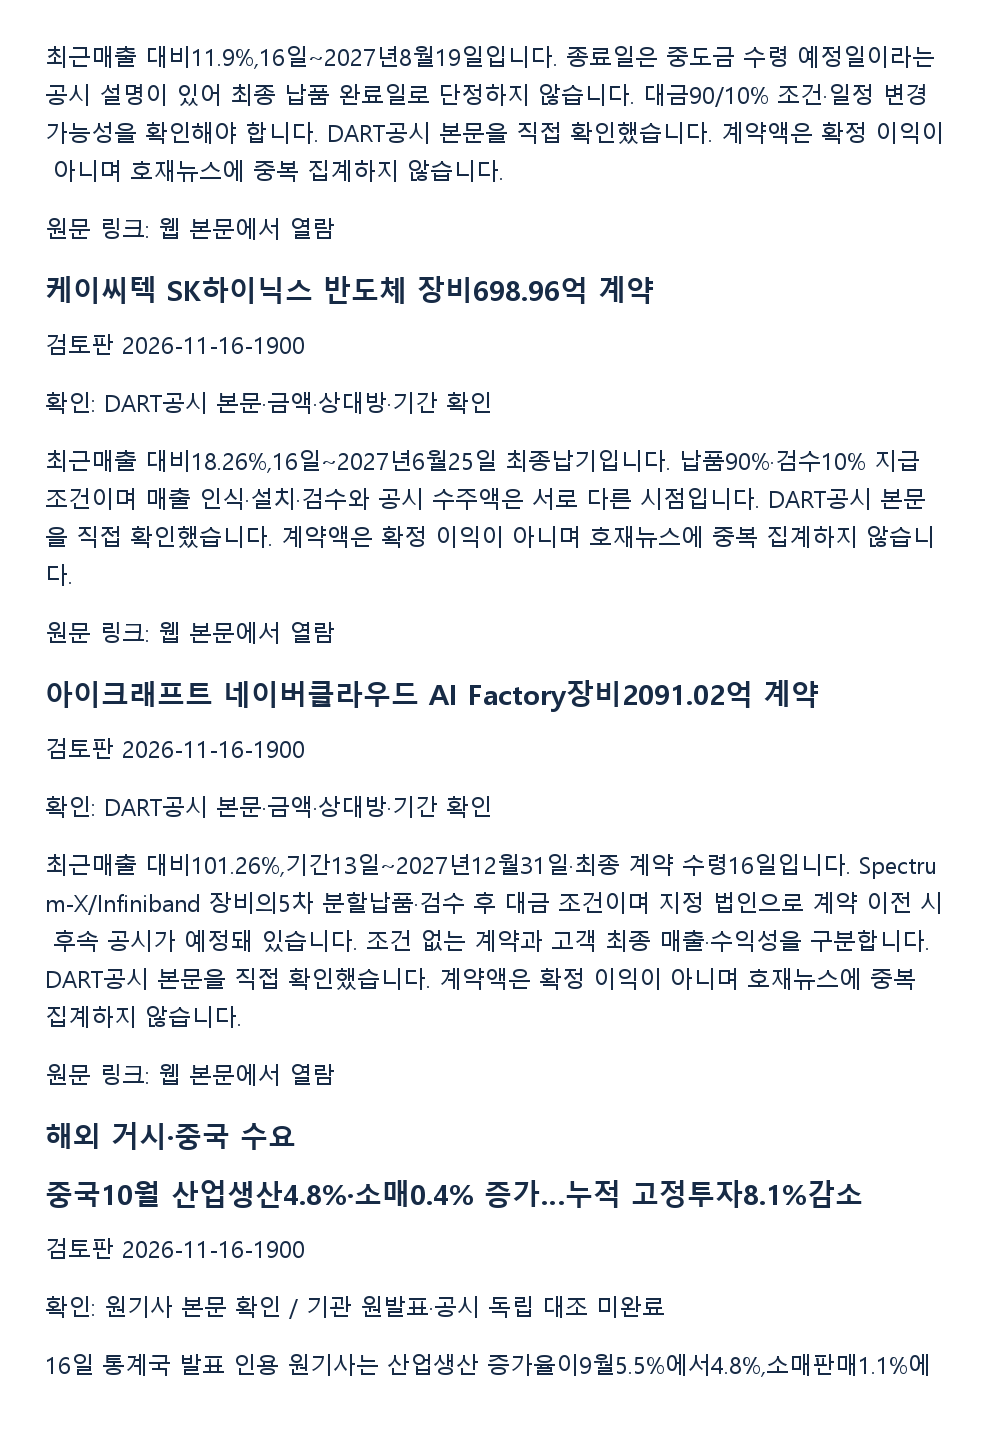 최근매출 대비11.9%,16일~2027년8월19일입니다. 종료일은 중도금 수령 예정일이라는
공시 설명이 있어 최종 납품 완료일로 단정하지 않습니다. 대금90/10% 조건·일정 변경
가능성을 확인해야 합니다. DART공시 본문을 직접 확인했습니다. 계약액은 확정 이익이
아니며 호재뉴스에 중복 집계하지 않습니다.
원문 링크: 웹 본문에서 열람
케이씨텍 SK하이닉스 반도체 장비698.96억 계약
검토판 2026-11-16-1900
확인: DART공시 본문·금액·상대방·기간 확인
최근매출 대비18.26%,16일~2027년6월25일 최종납기입니다. 납품90%·검수10% 지급
조건이며 매출 인식·설치·검수와 공시 수주액은 서로 다른 시점입니다. DART공시 본문
을 직접 확인했습니다. 계약액은 확정 이익이 아니며 호재뉴스에 중복 집계하지 않습니
다.
원문 링크: 웹 본문에서 열람
아이크래프트 네이버클라우드 AI Factory장비2091.02억 계약
검토판 2026-11-16-1900
확인: DART공시 본문·금액·상대방·기간 확인
최근매출 대비101.26%,기간13일~2027년12월31일·최종 계약 수령16일입니다. Spectru
m-X/Infiniband 장비의5차 분할납품·검수 후 대금 조건이며 지정 법인으로 계약 이전 시
후속 공시가 예정돼 있습니다. 조건 없는 계약과 고객 최종 매출·수익성을 구분합니다.
DART공시 본문을 직접 확인했습니다. 계약액은 확정 이익이 아니며 호재뉴스에 중복
집계하지 않습니다.
원문 링크: 웹 본문에서 열람
해외 거시·중국 수요
중국10월 산업생산4.8%·소매0.4% 증가…누적 고정투자8.1%감소
검토판 2026-11-16-1900
확인: 원기사 본문 확인 / 기관 원발표·공시 독립 대조 미완료
16일 통계국 발표 인용 원기사는 산업생산 증가율이9월5.5%에서4.8%,소매판매1.1%에